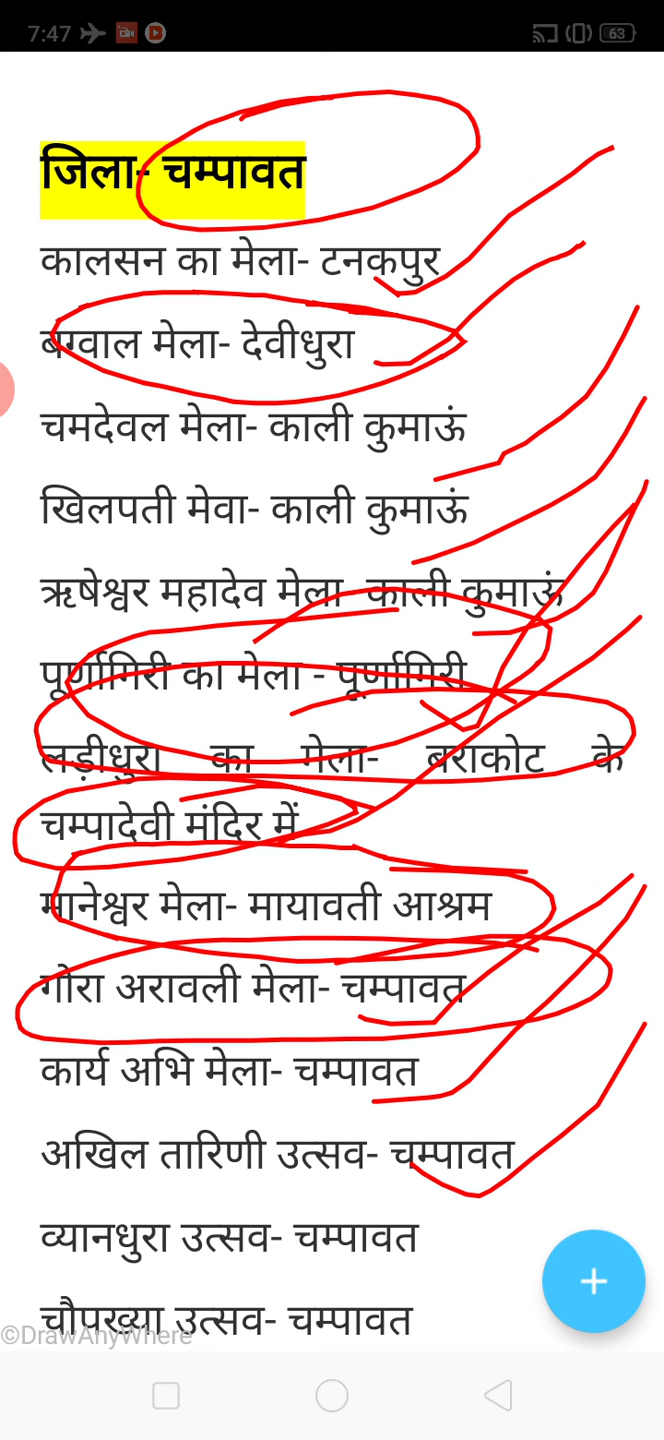 7:47
63
जिला- चम्पावत
कालसन का मेला- टनकपुर
बग्वाल मेला- देवीधुरा
चमदेवल मेला- काली कुमाऊं
खिलपती मेवा- काली कुमाऊं
ऋषेश्वर महादेव मेला काली कुमाऊं
पूर्णागिरी का मेला - पूर्णागिरी
लड़ीधुरा का मेला- बराकोट के
चम्पादेवी मंदिर में
मानेश्वर मेला- मायावती आश्रम
गोरा अरावली मेला- चम्पावत
कार्य अभि मेला- चम्पावत
अखिल तारिणी उत्सव- चम्पावत
व्यानधुरा उत्सव- चम्पावत
चौपख्या उत्सव- चम्पावत
©DrawAnyWhere